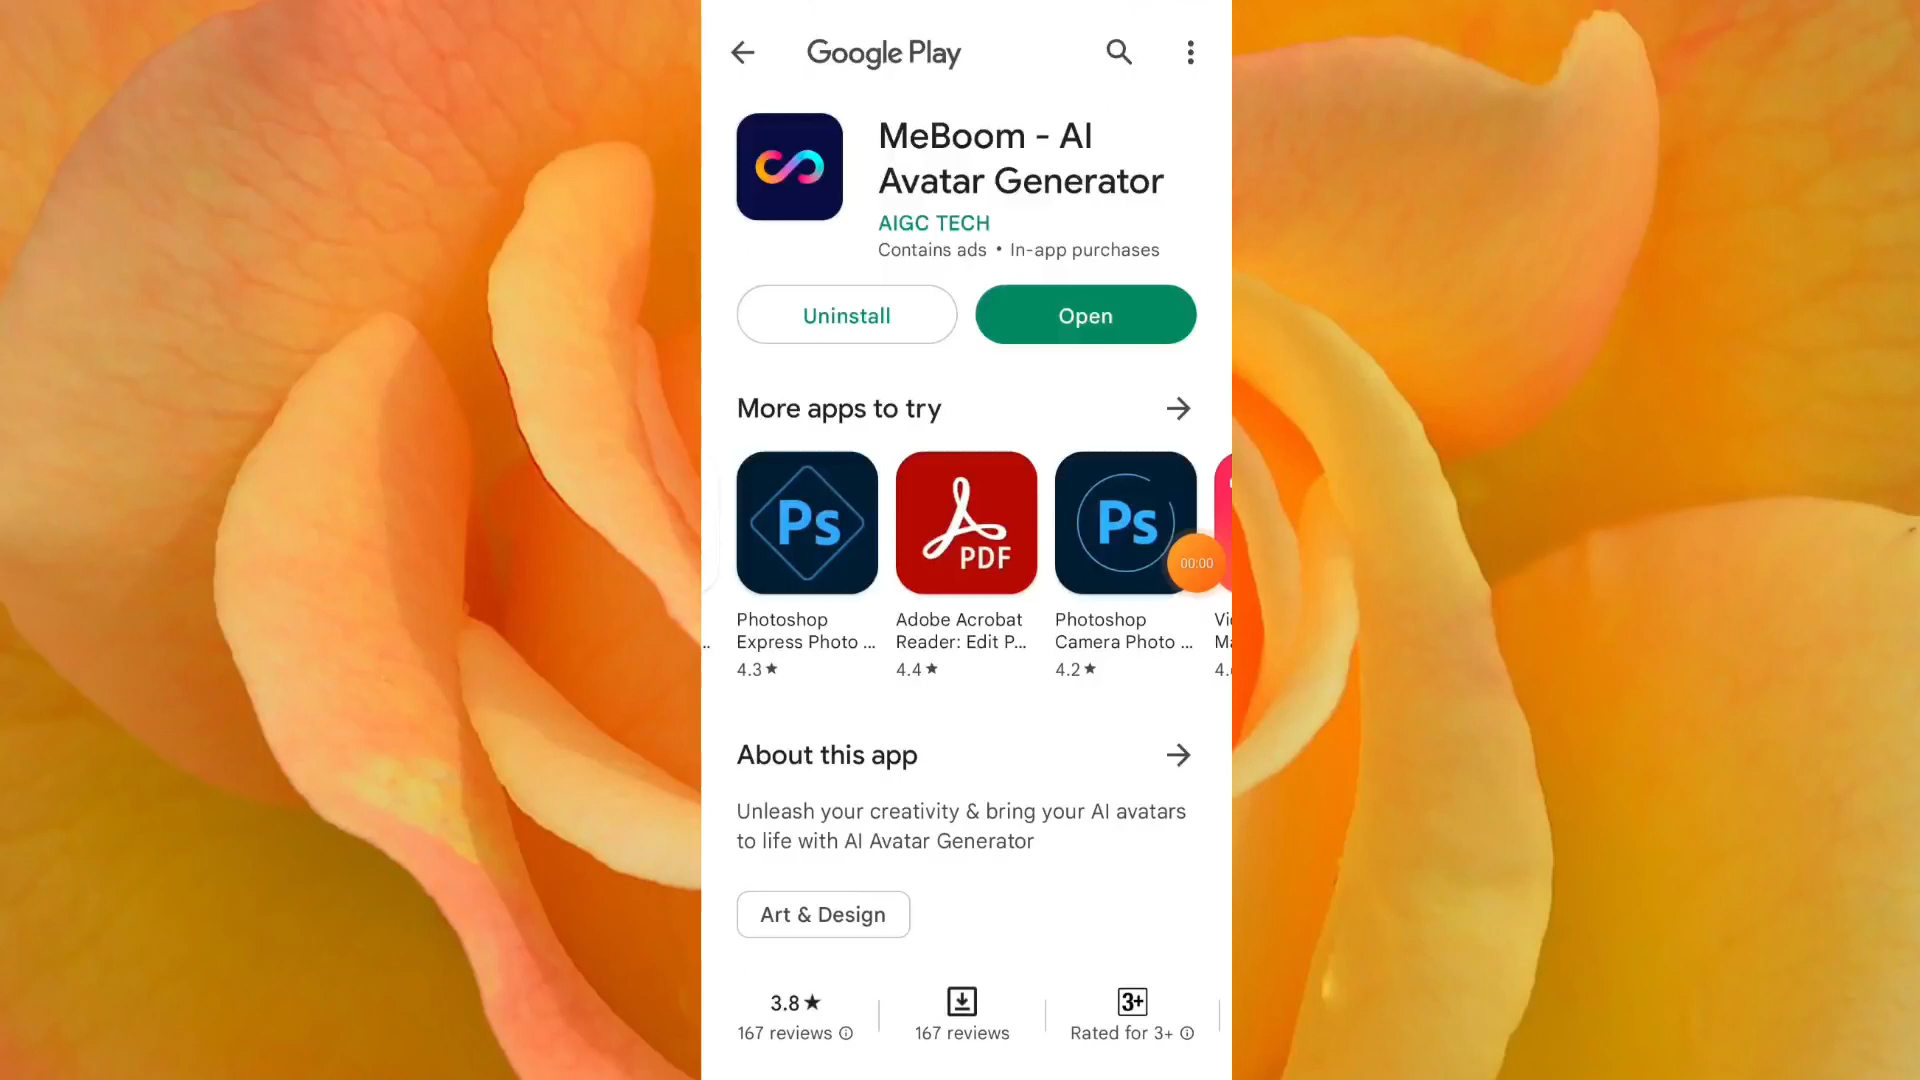 Google Play
MeBoom - AI
Avatar Generator
AIGC TECH
Contains ads • In-app purchases
Uninstall
Open
More apps to try
Ps
PDF
Ps
00:00
Photoshop
Express Photo ...
4.3★
Adobe Acrobat
Reader: Edit P...
4.4★
Photoshop
Camera Photo ...
4.2★
About this app
Unleash your creativity & bring your AI avatars
to life with AI Avatar Generator
Art & Design
3.8★
167 reviews
167 reviews
3+
Rated for 3+